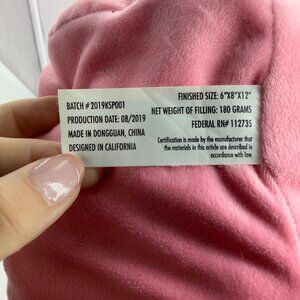 BATCH # 2019KSP001
PRODUCTION DATE: 08/2019
MADE IN DONGGUAN, CHINA
DESIGNED IN CALIFORNIA
FINISHED SIZE: 6"X8"X12"
NET WEIGHT OF FILLING: 180 GRAMS
FEDERAL RN# 112735
Certification is made by the manufacturer that
the materials in this article are described in
accordance with law.